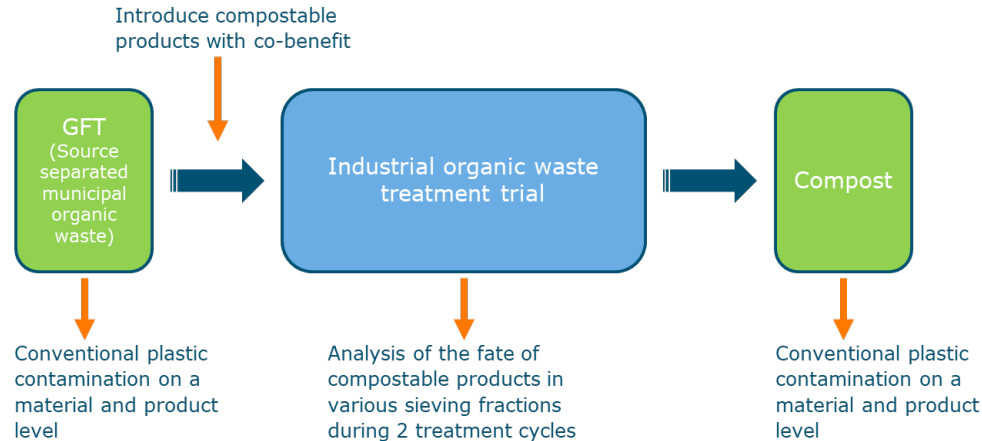 Introduce compostable
products with co-benefit
GFT
(Source
separated
municipal
organic
waste)
Industrial organic waste
treatment trial
Compost
Conventional plastic
contamination on a
material and product
level
Analysis of the fate of
compostable products in
various sieving fractions
during 2 treatment cycles
Conventional plastic
contamination on a
material and product
level